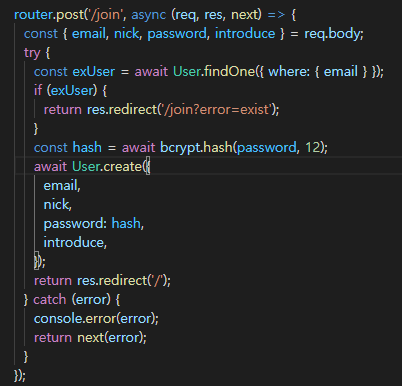 router.post('/join', async (req, res, next) => {
  const { email, nick, password, introduce } = req.body;
  try {
    const exUser = await User.findOne({ where: { email } });
    if (exUser) {
      return res.redirect('/join?error=exist');
    }
    const hash = await bcrypt.hash(password, 12);
    await User.create({
      email,
      nick,
      password: hash,
      introduce,
    });
    return res.redirect('/');
  } catch (error) {
    console.error(error);
    return next(error);
  }
});